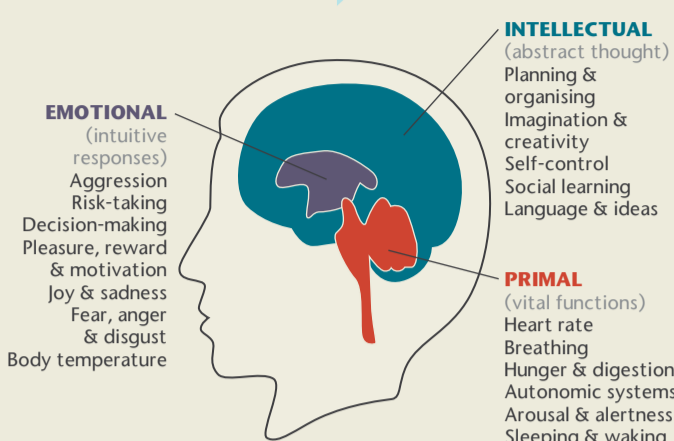 EMOTIONAL
(intuitive
responses)
Aggression
Risk-taking
Decision-making
Pleasure, reward
& motivation
Joy & sadness
Fear, anger
& disgust
Body temperature
INTELLECTUAL
(abstract thought)
Planning &
organising
Imagination &
creativity
Self-control
Social learning
Language & ideas
PRIMAL
(vital functions)
Heart rate
Breathing
Hunger & digestion
Autonomic systems
Arousal & alertness
Sleeping & waking